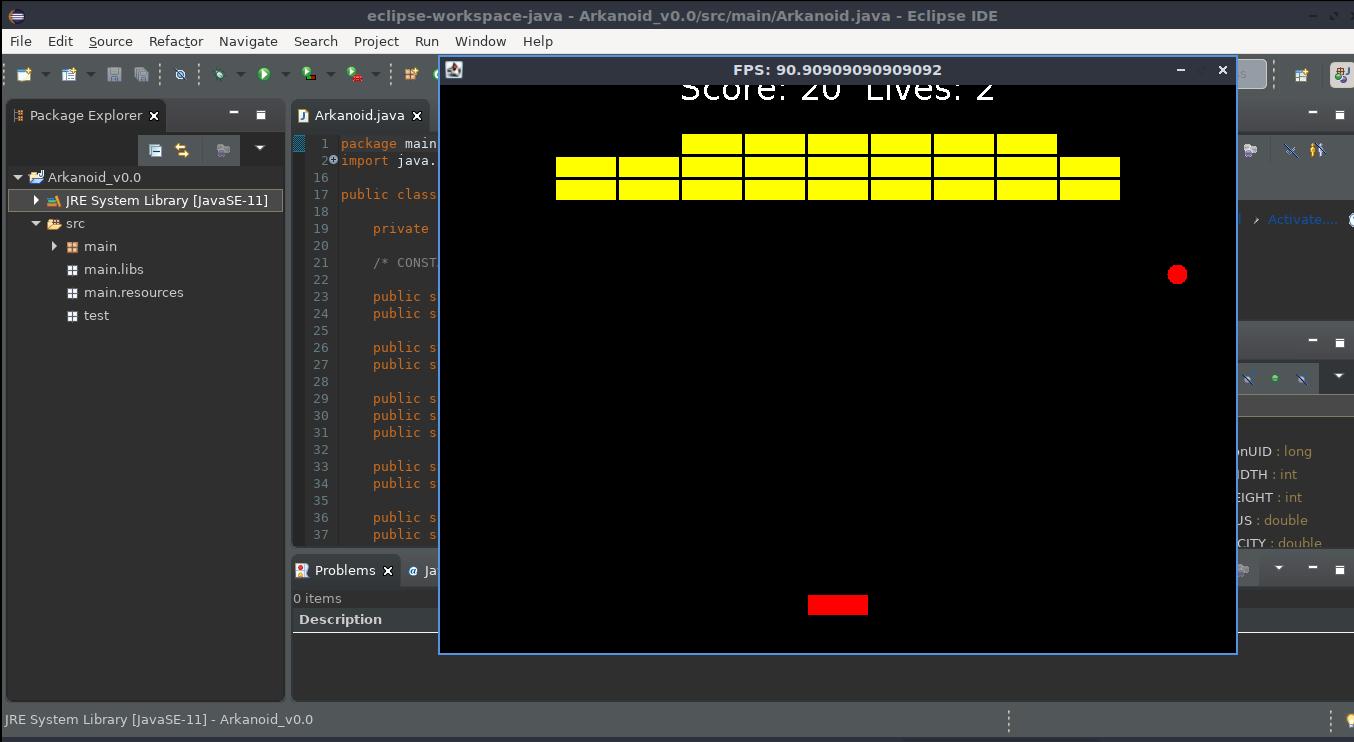 eclipse-workspace-java - Arkanoid_v0.0/src/main/Arkanoid.java - Eclipse IDE
File Edit Source Refactor Navigate Search Project Run Window Help
FPS: 90.90909090909092
Score: 20 Lives: 2
Package Explorer
Arkanoid_v0.0
JRE System Library [JavaSE-11]
src
main
main.libs
main.resources
test
Arkanoid.java
1 package main
2 import java.
16
17 public class
18
19 private
20
21 /* CONST
22
23 public s
24 public s
25
26 public s
27 public s
28
29 public s
30 public s
31 public s
32
33 public s
34 public s
35
36 public s
37 public s
Activate....
onUID : long
IDTH : int
EIGHT : int
US : double
CITY : double
Problems @ Ja
0 items
Description
JRE System Library [JavaSE-11] - Arkanoid_v0.0